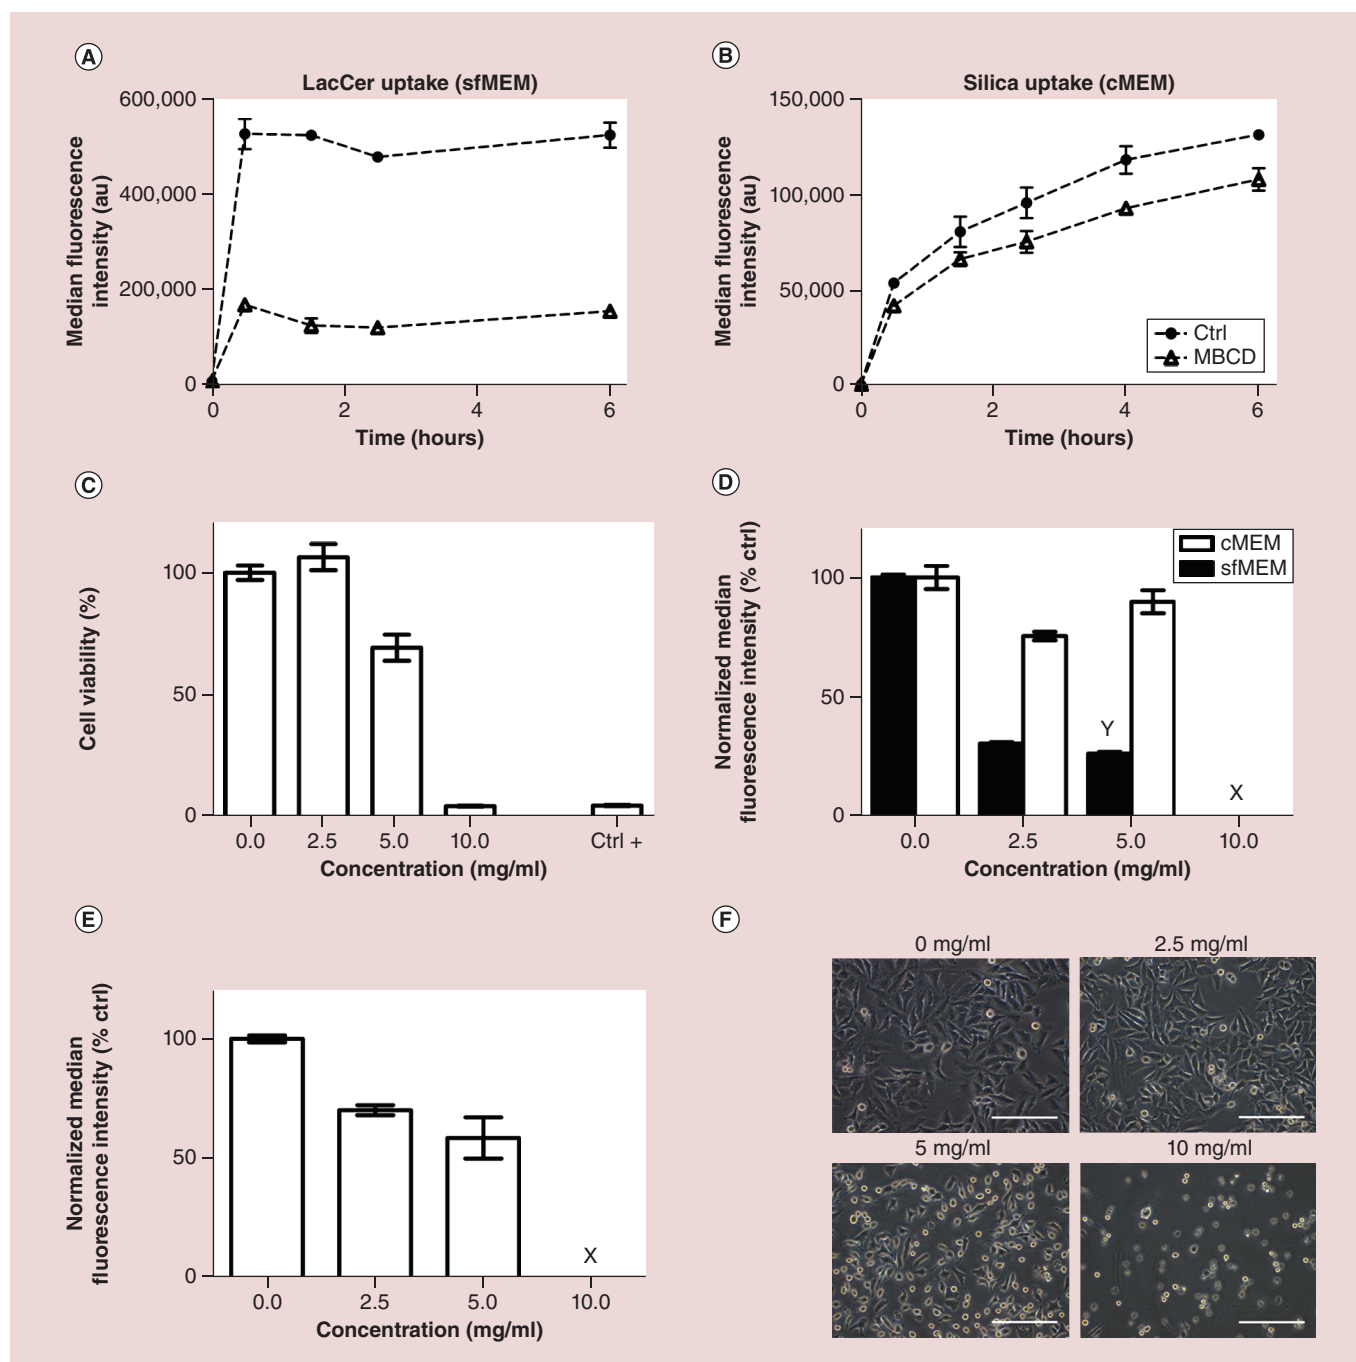 A
LacCer uptake (sfMEM)
600,000
400,000
200,000
0
Median fluorescence
intensity (au)
0 2 4 6
Time (hours)
B
Silica uptake (cMEM)
150,000
100,000
50,000
0
Median fluorescence
intensity (au)
Ctrl
MBCD
0 2 4 6
Time (hours)
C
100
50
0
Cell viability (%)
0.0 2.5 5.0 10.0 Ctrl +
Concentration (mg/ml)
D
cMEM
sfMEM
100
50
0
Normalized median
fluorescence intensity (% ctrl)
Y
X
0.0 2.5 5.0 10.0
Concentration (mg/ml)
E
100
50
0
Normalized median
fluorescence intensity (% ctrl)
X
0.0 2.5 5.0 10.0
Concentration (mg/ml)
F
0 mg/ml 2.5 mg/ml
5 mg/ml 10 mg/ml